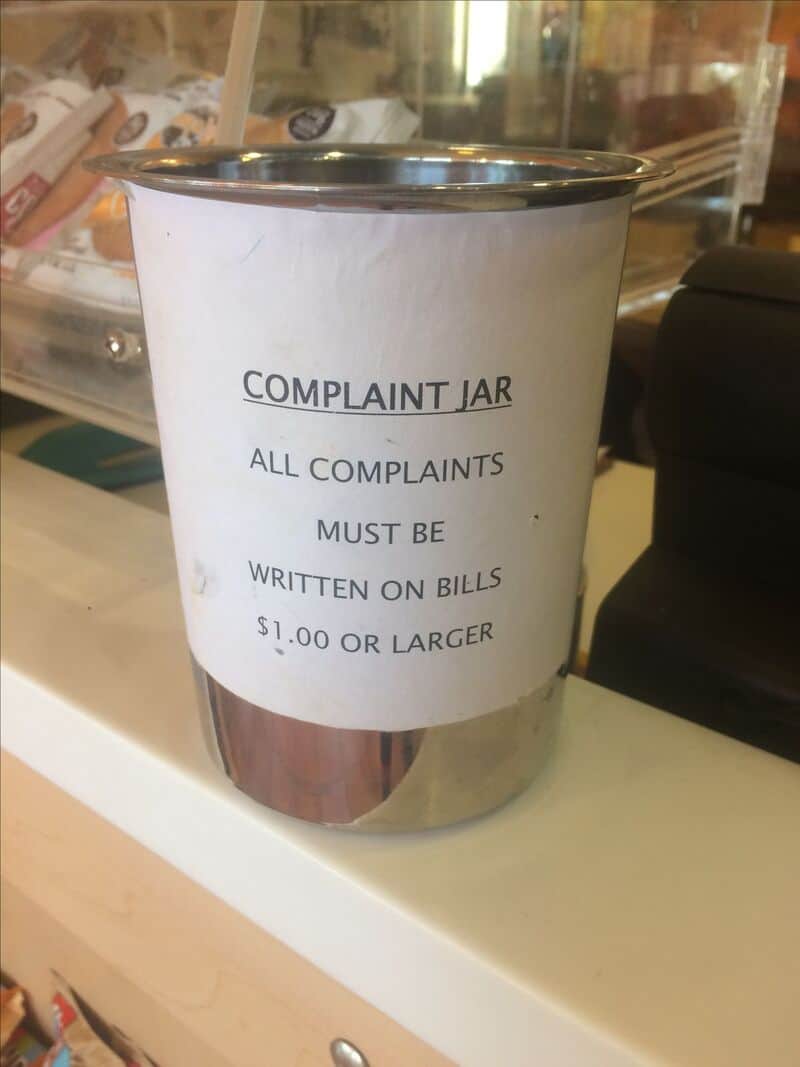 COMPLAINT JAR
ALL COMPLAINTS
MUST BE
WRITTEN ON BILLS
$1.00 OR LARGER